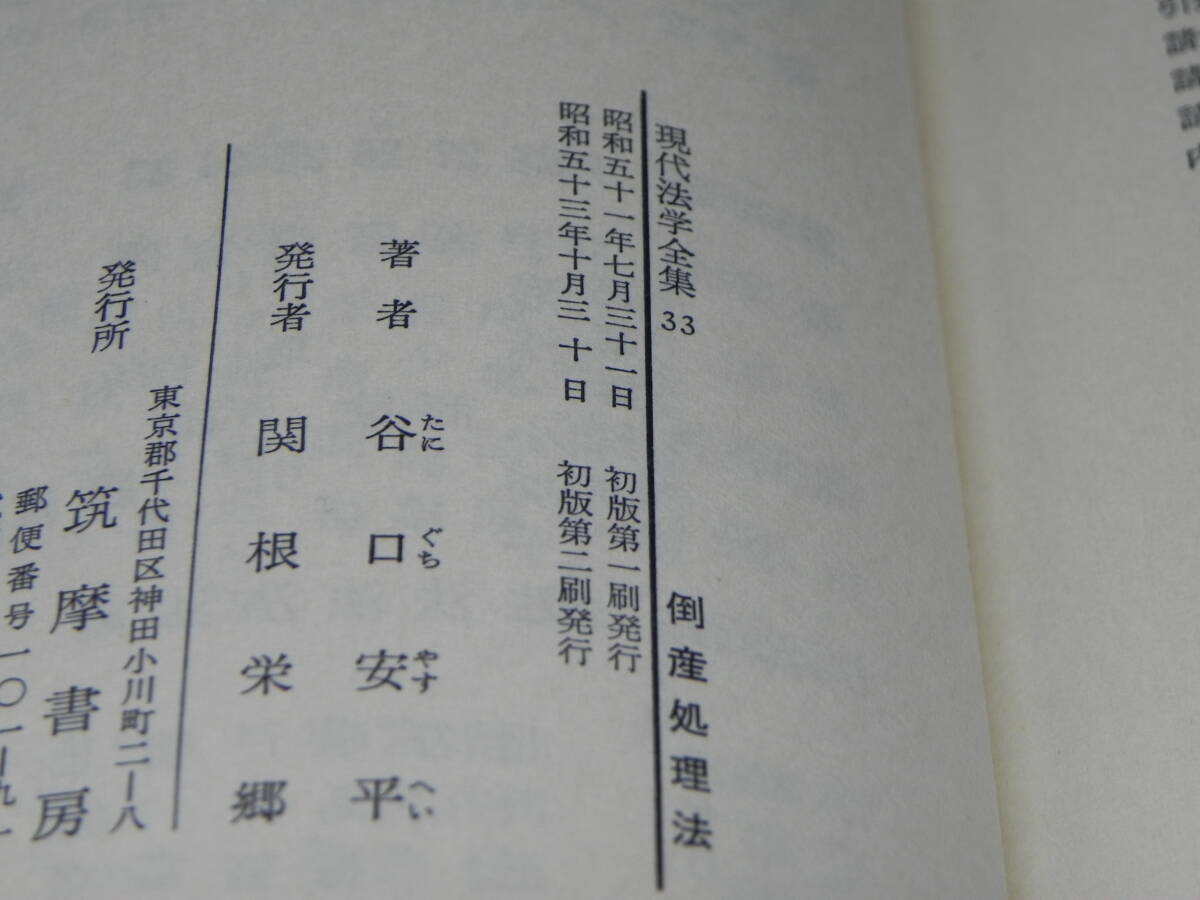 現代法学全集 33 倒産処理法
昭和五十一年七月三十一日 初版第一刷発行
昭和五十三年十月三十日 初版第二刷発行
著者 谷口安平
たに ぐち やす へい
発行者 関根栄郷
東京郡千代田区神田小川町二―八
発行所 筑摩書房
郵便番号一〇一―九一